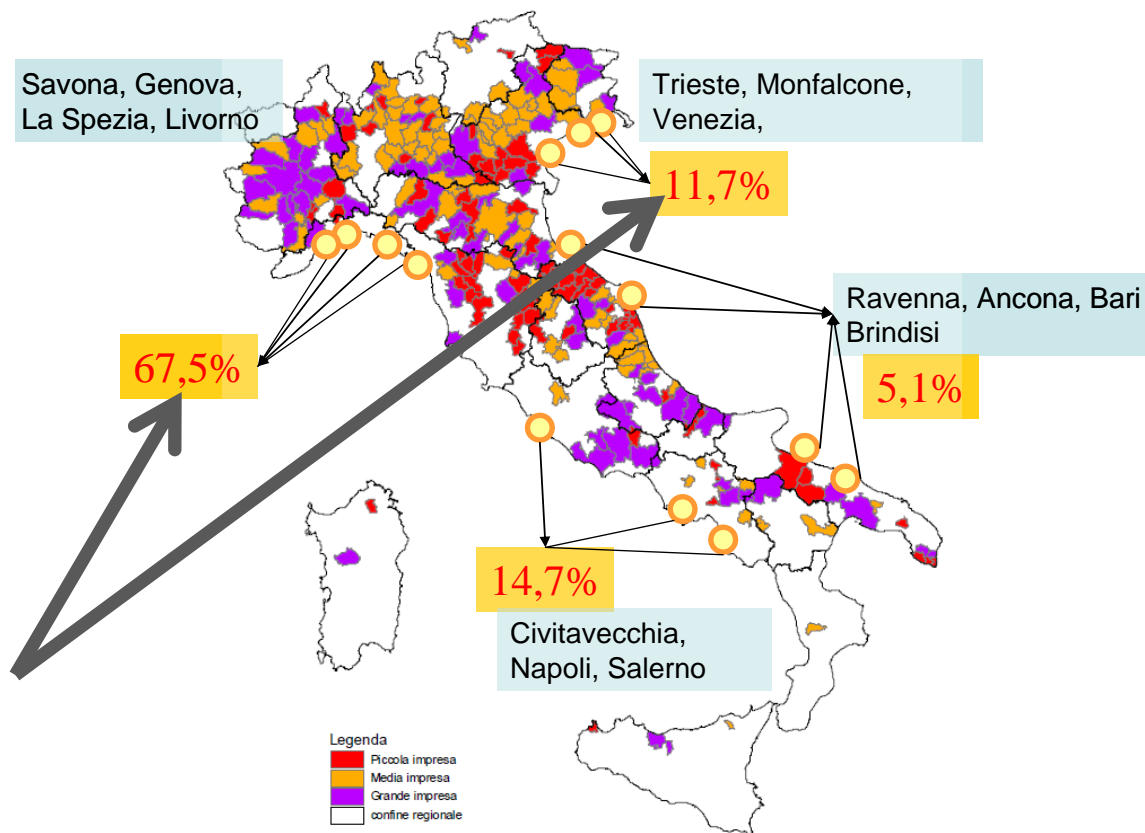 Savona, Genova,
La Spezia, Livorno
Trieste, Monfalcone,
Venezia,
11,7%
67,5%
Ravenna, Ancona, Bari
Brindisi
5,1%
14,7%
Civitavecchia,
Napoli, Salerno
Legenda
Piccola impresa
Media impresa
Grande impresa
confine regionale